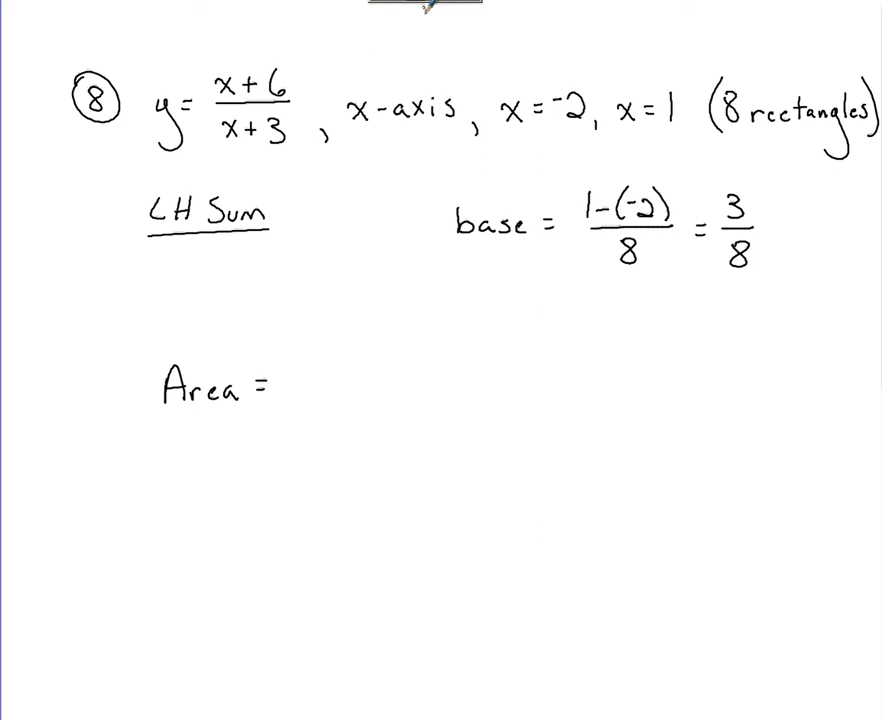 ⑧ y = (x+6)/(x+3), x-axis, x = -2, x = 1 (8 rectangles)
LH Sum base = (1-(-2))/8 = 3/8
Area =